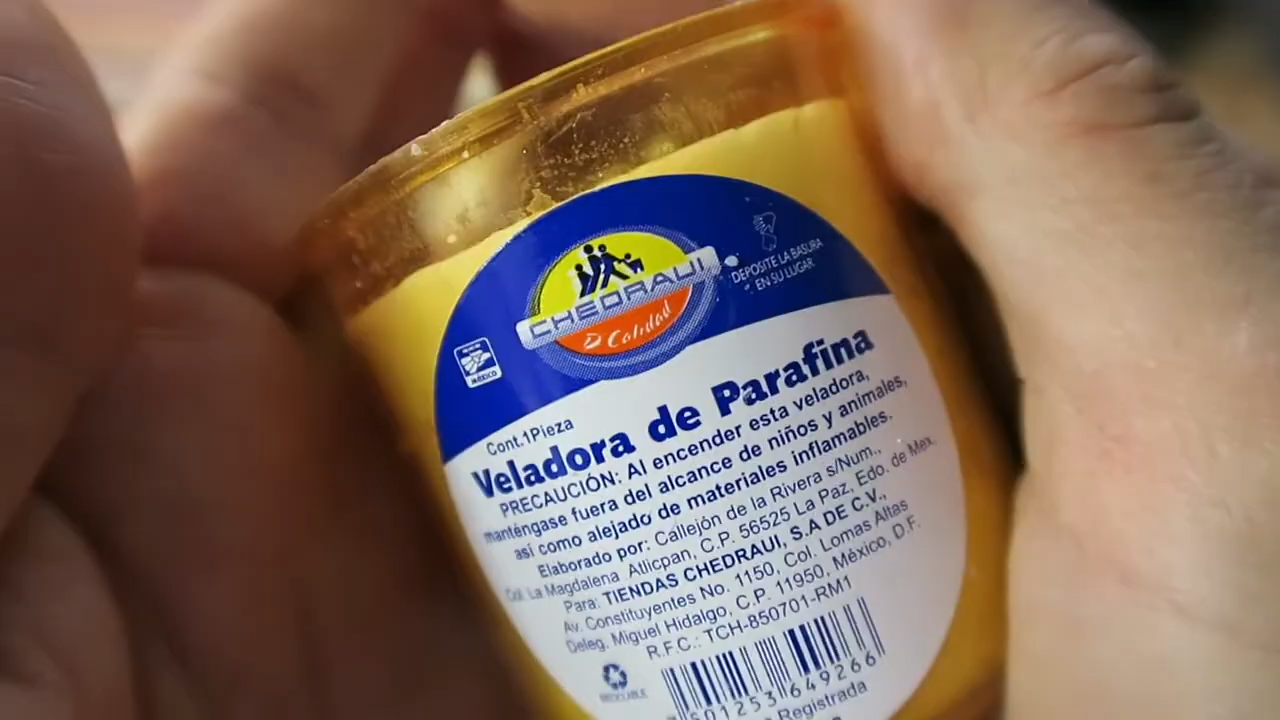 CHEDRAUI
Calidad
DEPOSITE LA BASURA
EN SU LUGAR
MÉXICO
Cont.1Pieza
Veladora de Parafina
PRECAUCIÓN: Al encender esta veladora,
manténgase fuera del alcance de niños y animales,
así como alejado de materiales inflamables.
Elaborado por: Callejón de la Rivera s/Num.,
Col. La Magdalena Atlicpan, C.P. 56525 La Paz, Edo. de Mex.
Para: TIENDAS CHEDRAUI, S.A DE C.V.,
Av. Constituyentes No. 1150, Col. Lomas Altas
Deleg. Miguel Hidalgo, C.P. 11950, México, D.F.
R.F.C.: TCH-850701-RM1
RECICLABLE
501253 649266
Registrada